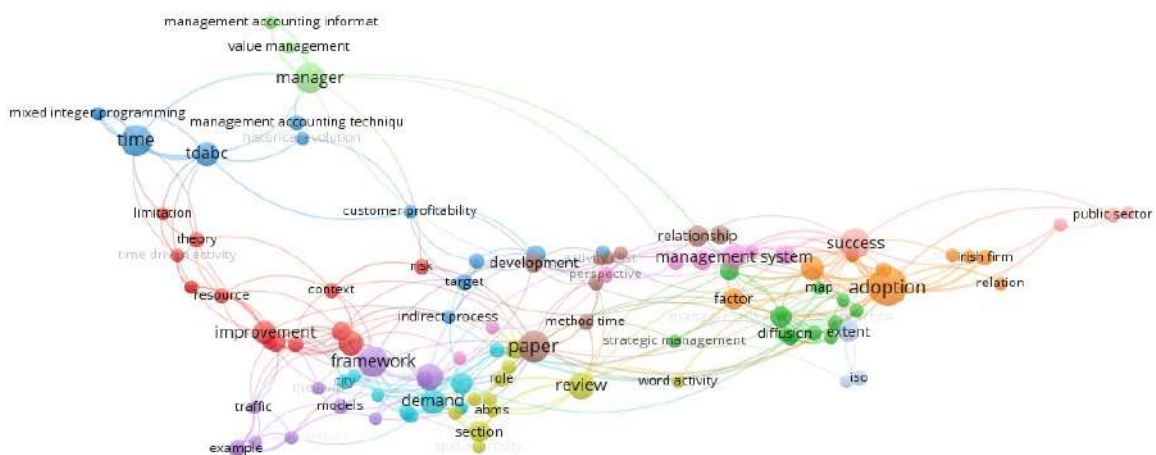 management accounting informat
value management
manager
mixed integer programming
management accounting techniqu
time
historical evolution
tdabc
limitation
customer profitability
public sector
theory
relationship
success
time driven activity
management system
irish firm
risk
development
perspective
resource
context
target
map
adoption
relation
factor
improvement
indirect process
method time
diffusion
extent
strategic management
paper
framework
role
review
word activity
iso
city
traffic
models
demand
abms
section
example